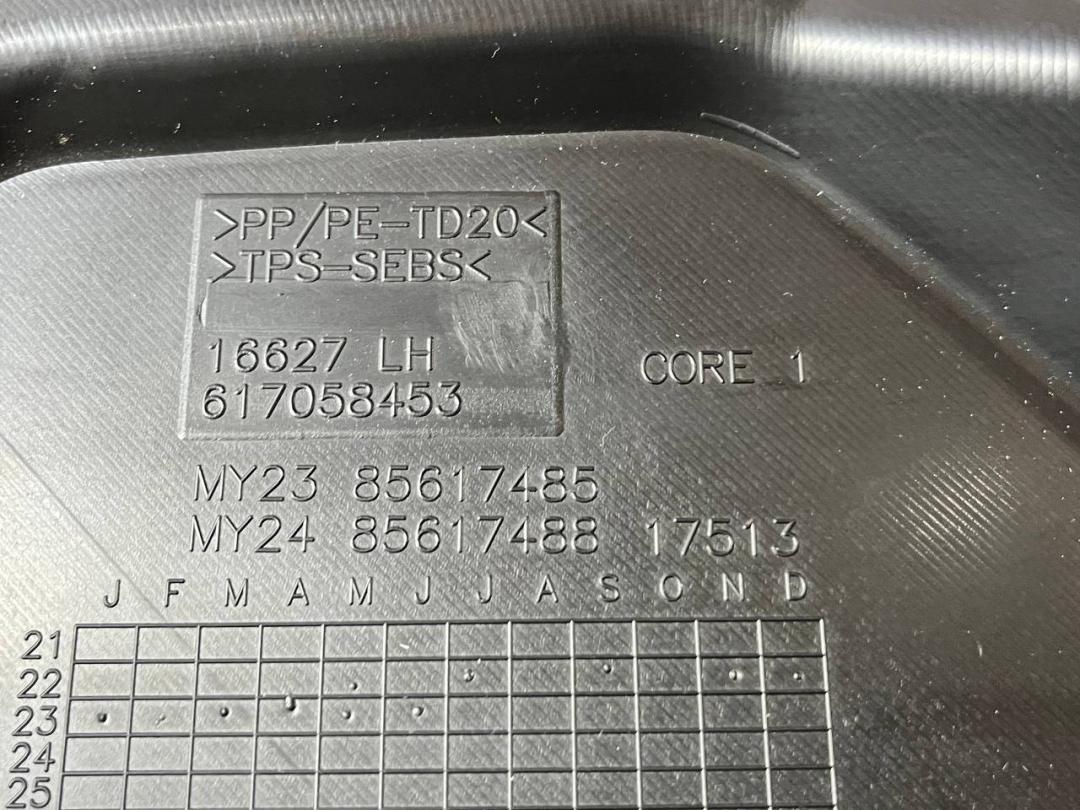 >PP/PE-TD20<
>TPS-SEBS<
16627 LH
617058453
CORE 1
MY23 85617485
MY24 85617488 17513
J F M A M J J A S O N D
21
22
23
24
25